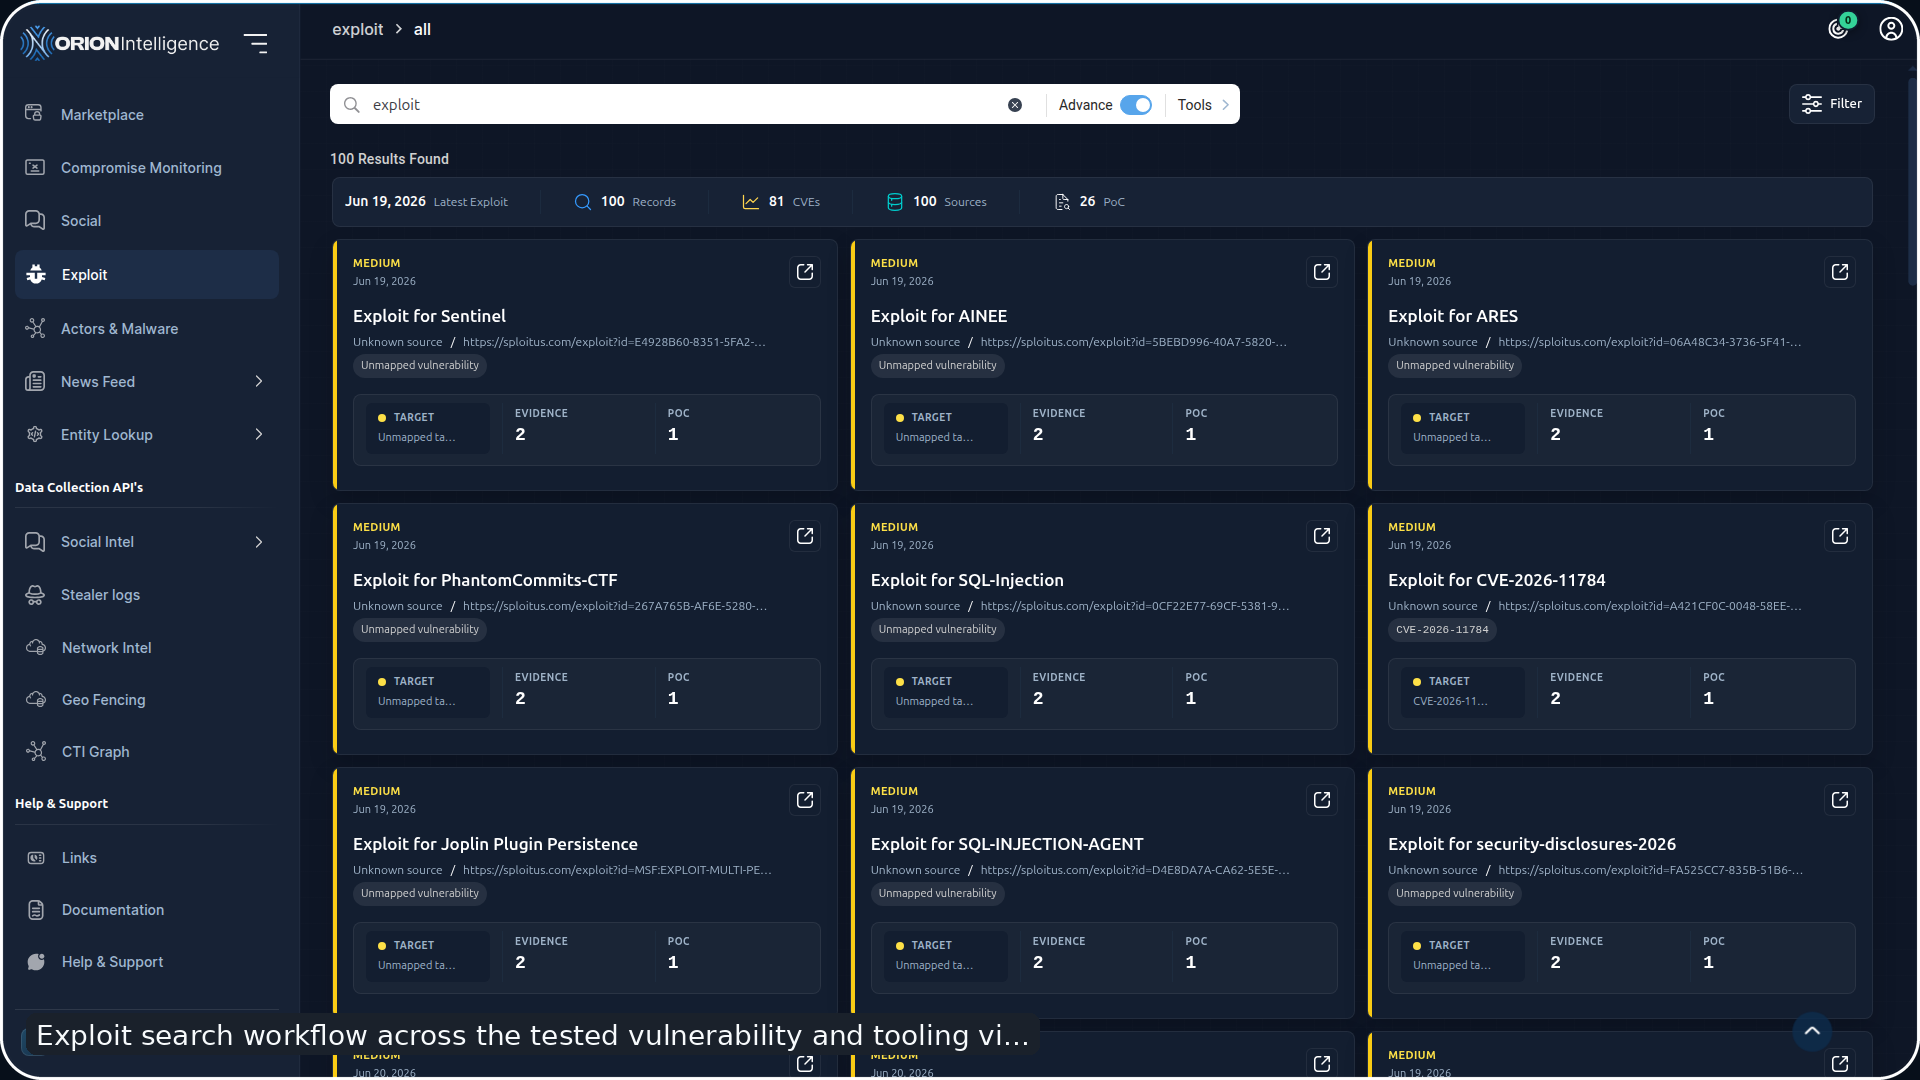 ORIONIntelligence
Marketplace
Compromise Monitoring
Social
Exploit
Actors & Malware
News Feed
Entity Lookup
Data Collection API's
Social Intel
Stealer logs
Network Intel
Geo Fencing
CTI Graph
Help & Support
Links
Documentation
Help & Support
exploit > all
0
exploit
Advance
Tools
Filter
100 Results Found
Jun 19, 2026 Latest Exploit 100 Records 81 CVEs 100 Sources 26 PoC
MEDIUM
Jun 19, 2026
Exploit for Sentinel
Unknown source / https://sploitus.com/exploit?id=E4928B60-8351-5FA2-...
Unmapped vulnerability
TARGET EVIDENCE POC
Unmapped ta... 2 1
MEDIUM
Jun 19, 2026
Exploit for AINEE
Unknown source / https://sploitus.com/exploit?id=5BEBD996-40A7-5820-...
Unmapped vulnerability
TARGET EVIDENCE POC
Unmapped ta... 2 1
MEDIUM
Jun 19, 2026
Exploit for ARES
Unknown source / https://sploitus.com/exploit?id=06A48C34-3736-5F41-...
Unmapped vulnerability
TARGET EVIDENCE POC
Unmapped ta... 2 1
MEDIUM
Jun 19, 2026
Exploit for PhantomCommits-CTF
Unknown source / https://sploitus.com/exploit?id=267A765B-AF6E-5280-...
Unmapped vulnerability
TARGET EVIDENCE POC
Unmapped ta... 2 1
MEDIUM
Jun 19, 2026
Exploit for SQL-Injection
Unknown source / https://sploitus.com/exploit?id=0CF22E77-69CF-5381-9...
Unmapped vulnerability
TARGET EVIDENCE POC
Unmapped ta... 2 1
MEDIUM
Jun 19, 2026
Exploit for CVE-2026-11784
Unknown source / https://sploitus.com/exploit?id=A421CF0C-0048-58EE-...
CVE-2026-11784
TARGET EVIDENCE POC
CVE-2026-11... 2 1
MEDIUM
Jun 19, 2026
Exploit for Joplin Plugin Persistence
Unknown source / https://sploitus.com/exploit?id=MSF:EXPLOIT-MULTI-PE...
Unmapped vulnerability
TARGET EVIDENCE POC
Unmapped ta... 2 1
MEDIUM
Jun 19, 2026
Exploit for SQL-INJECTION-AGENT
Unknown source / https://sploitus.com/exploit?id=D4E8DA7A-CA62-5E5E-...
Unmapped vulnerability
TARGET EVIDENCE POC
Unmapped ta... 2 1
MEDIUM
Jun 19, 2026
Exploit for security-disclosures-2026
Unknown source / https://sploitus.com/exploit?id=FA525CC7-835B-51B6-...
Unmapped vulnerability
TARGET EVIDENCE POC
Unmapped ta... 2 1
Exploit search workflow across the tested vulnerability and tooling vi...
MEDIUM
Jun 20, 2026
MEDIUM
Jun 20, 2026
MEDIUM
Jun 19, 2026